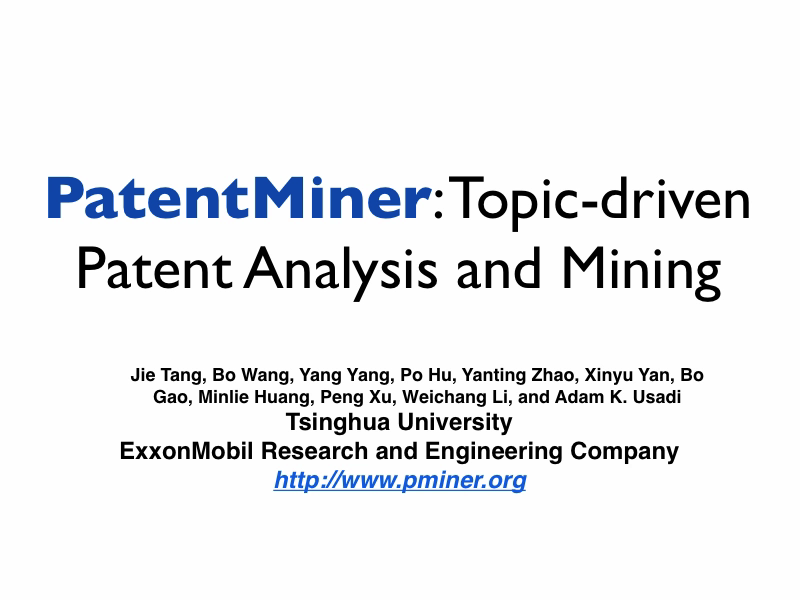 PatentMiner: Topic-driven
Patent Analysis and Mining
Jie Tang, Bo Wang, Yang Yang, Po Hu, Yanting Zhao, Xinyu Yan, Bo
Gao, Minlie Huang, Peng Xu, Weichang Li, and Adam K. Usadi
Tsinghua University
ExxonMobil Research and Engineering Company
http://www.pminer.org